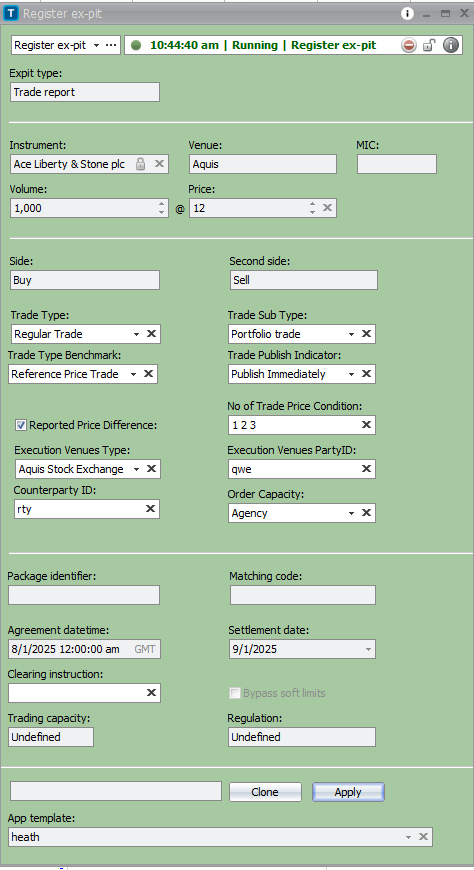 T Register ex-pit
Register ex-pit ... 10:44:40 am | Running | Register ex-pit
Expit type:
Trade report
Instrument: Venue: MIC:
Ace Liberty & Stone plc Aquis
Volume: Price:
1,000 @ 12
Side: Second side:
Buy Sell
Trade Type: Trade Sub Type:
Regular Trade Portfolio trade
Trade Type Benchmark: Trade Publish Indicator:
Reference Price Trade Publish Immediately
No of Trade Price Condition:
Reported Price Difference: 1 2 3
Execution Venues Type: Execution Venues PartyID:
Aquis Stock Exchange qwe
Counterparty ID: Order Capacity:
rty Agency
Package identifier: Matching code:
Agreement datetime: Settlement date:
8/1/2025 12:00:00 am GMT 9/1/2025
Clearing instruction:
Bypass soft limits
Trading capacity: Regulation:
Undefined Undefined
Clone Apply
App template:
heath